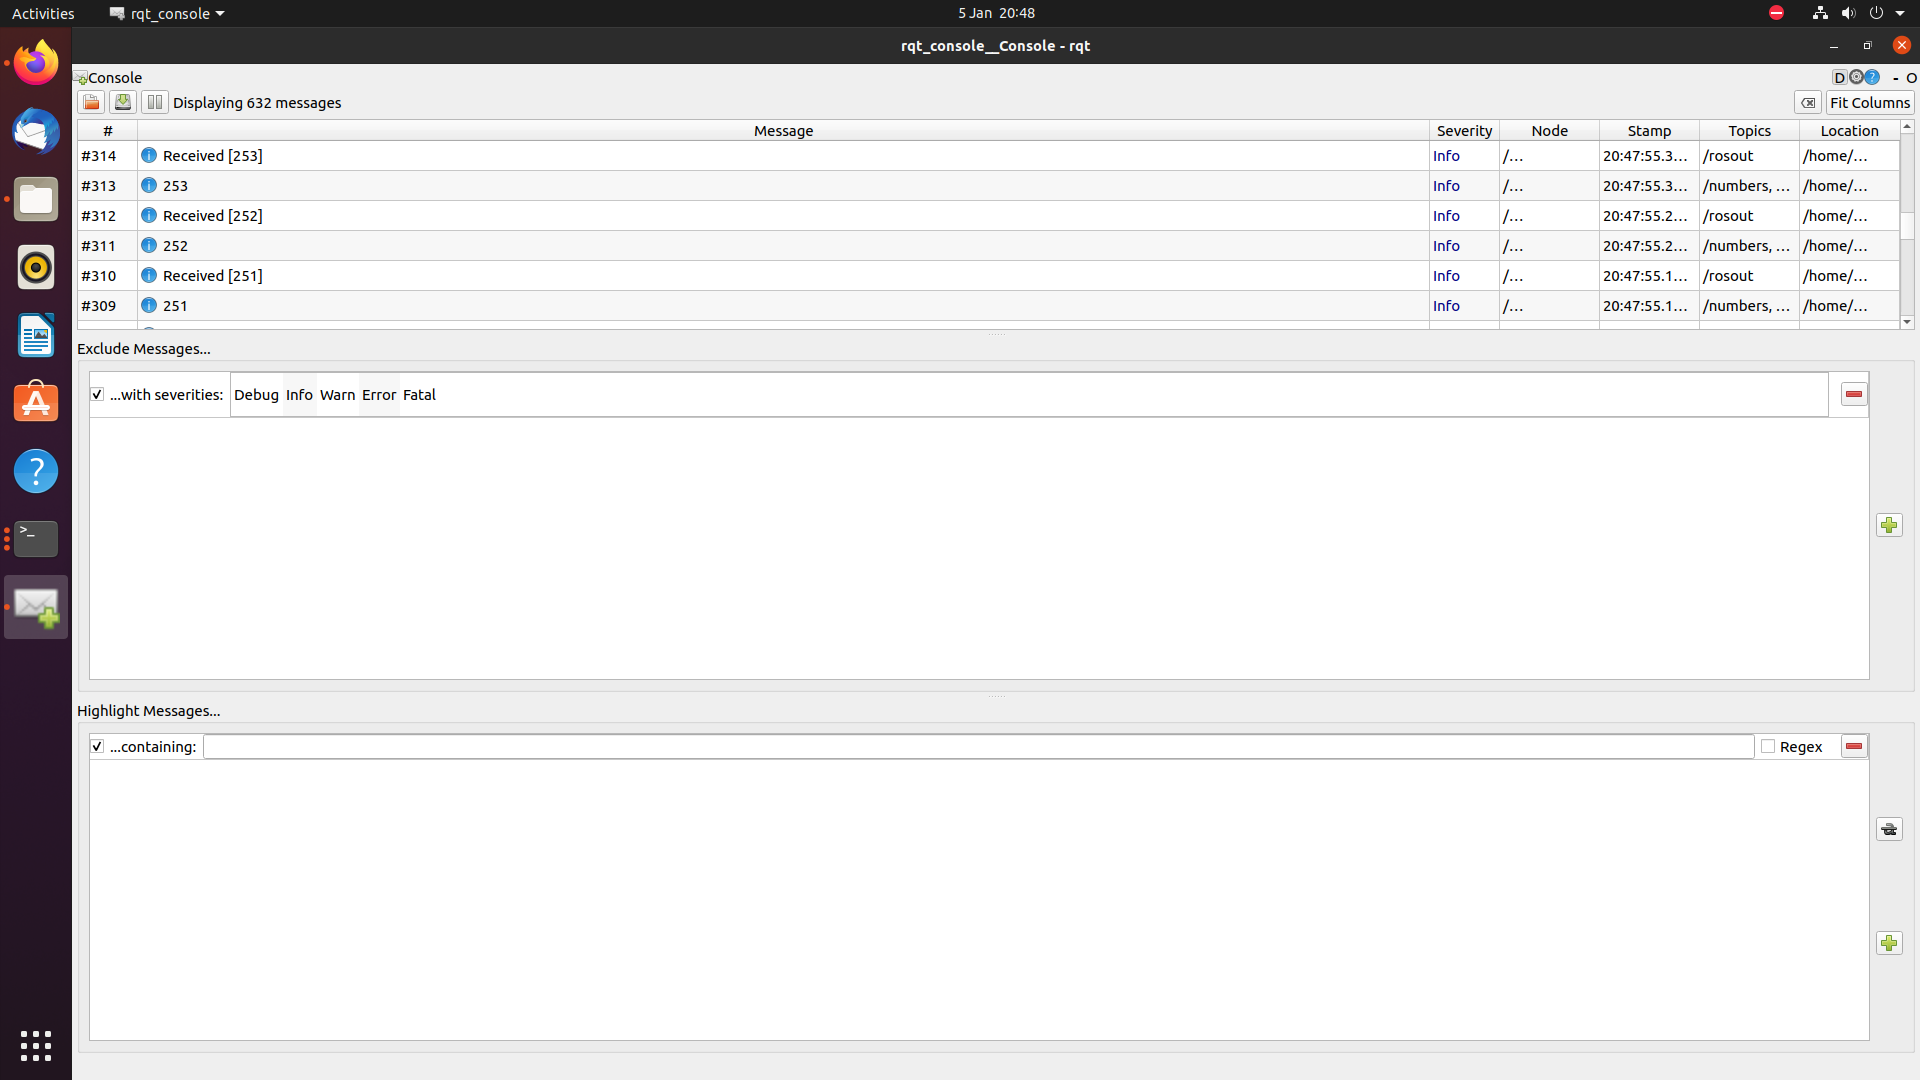 Activities rqt_console 5 Jan 20:48
rqt_console__Console - rqt
Console D ? - O
Displaying 632 messages Fit Columns
# Message Severity Node Stamp Topics Location
#314 Received [253] Info /... 20:47:55.3... /rosout /home/...
#313 253 Info /... 20:47:55.3... /numbers, ... /home/...
#312 Received [252] Info /... 20:47:55.2... /rosout /home/...
#311 252 Info /... 20:47:55.2... /numbers, ... /home/...
#310 Received [251] Info /... 20:47:55.1... /rosout /home/...
#309 251 Info /... 20:47:55.1... /numbers, ... /home/...
Exclude Messages...
...with severities: Debug Info Warn Error Fatal
Highlight Messages...
...containing: Regex